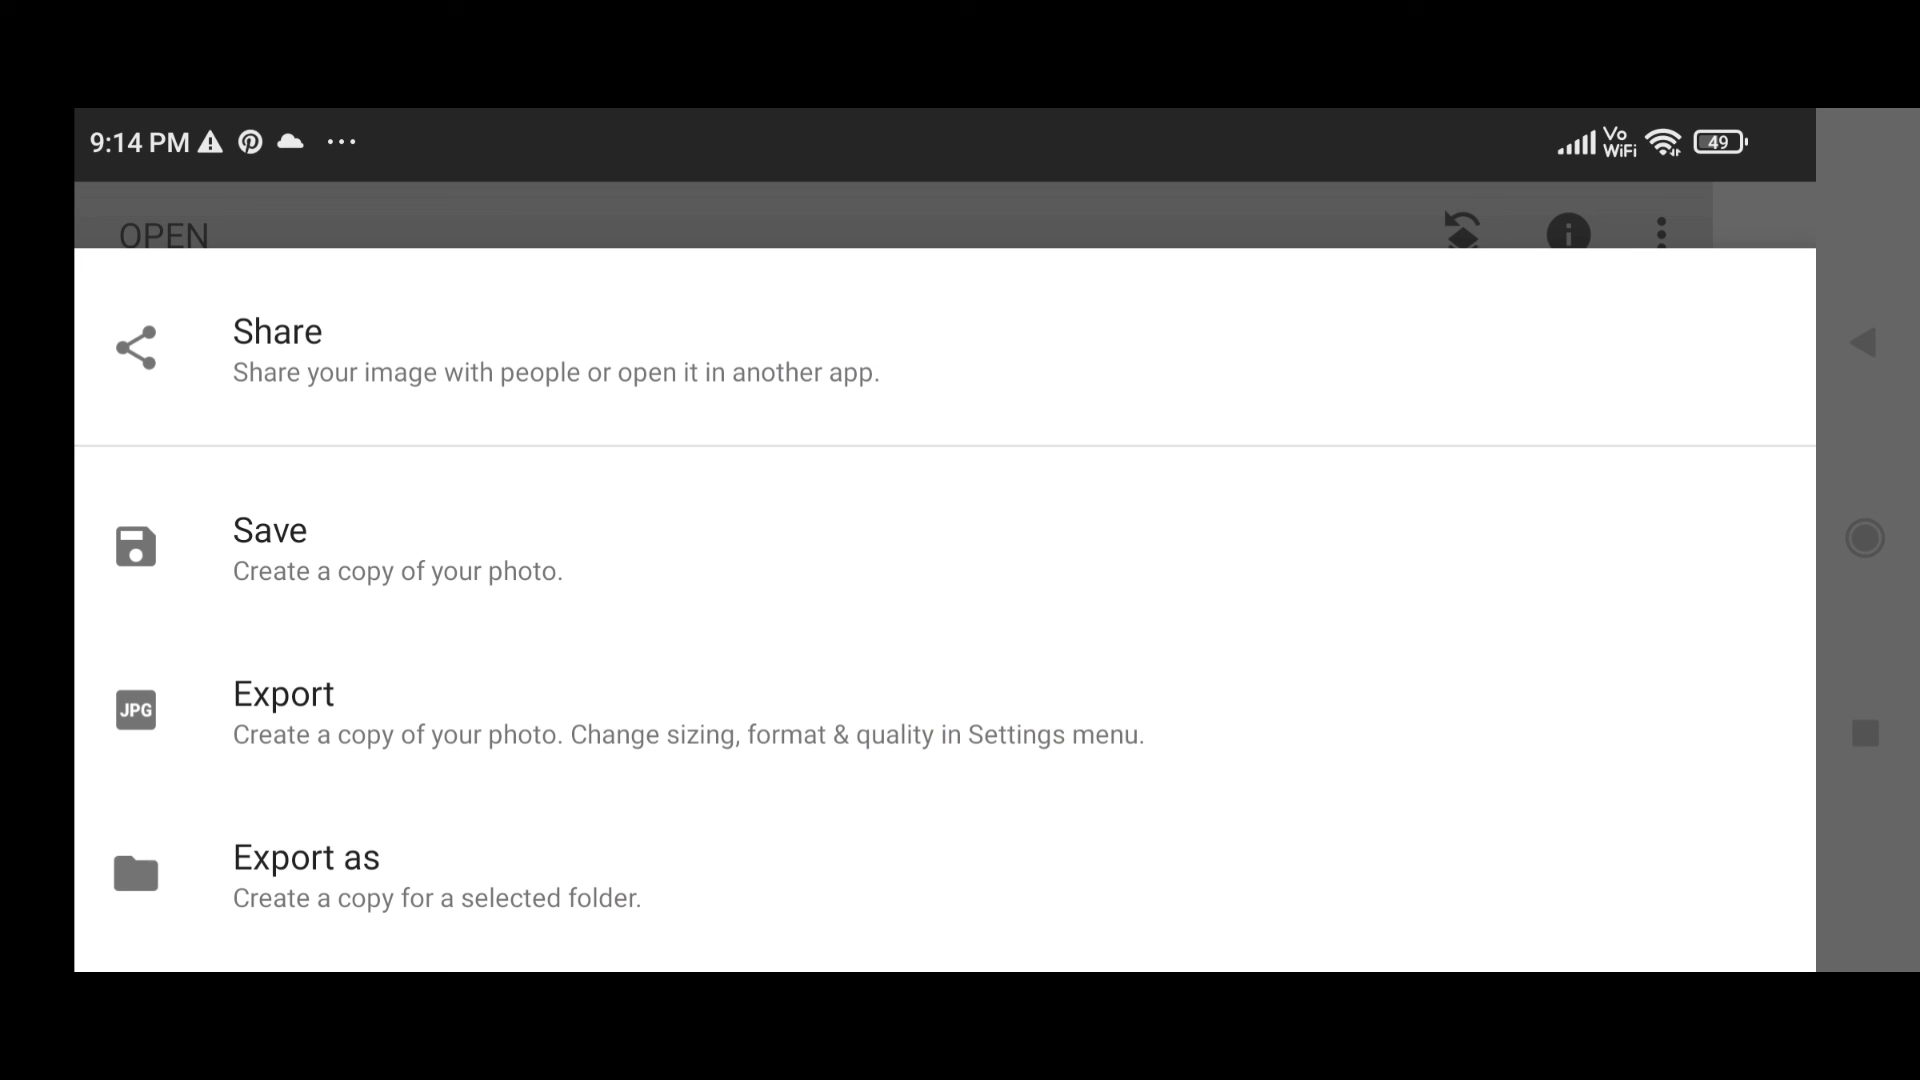 9:14 PM
Vo
WiFi
49
OPEN
Share
Share your image with people or open it in another app.
Save
Create a copy of your photo.
JPG
Export
Create a copy of your photo. Change sizing, format & quality in Settings menu.
Export as
Create a copy for a selected folder.